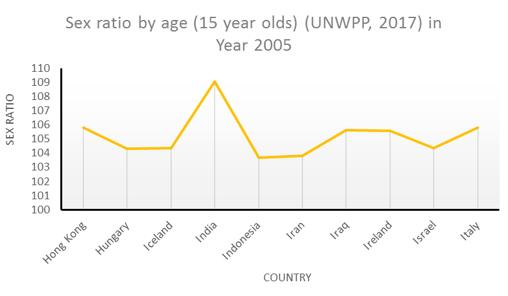 Sex ratio by age (15 year olds) (UNWPP, 2017) in
Year 2005
110
109
108
107
106
105
104
103
102
101
100
SEX RATIO
Hong Kong
Hungary
Iceland
India
Indonesia
Iran
Iraq
Ireland
Israel
Italy
COUNTRY